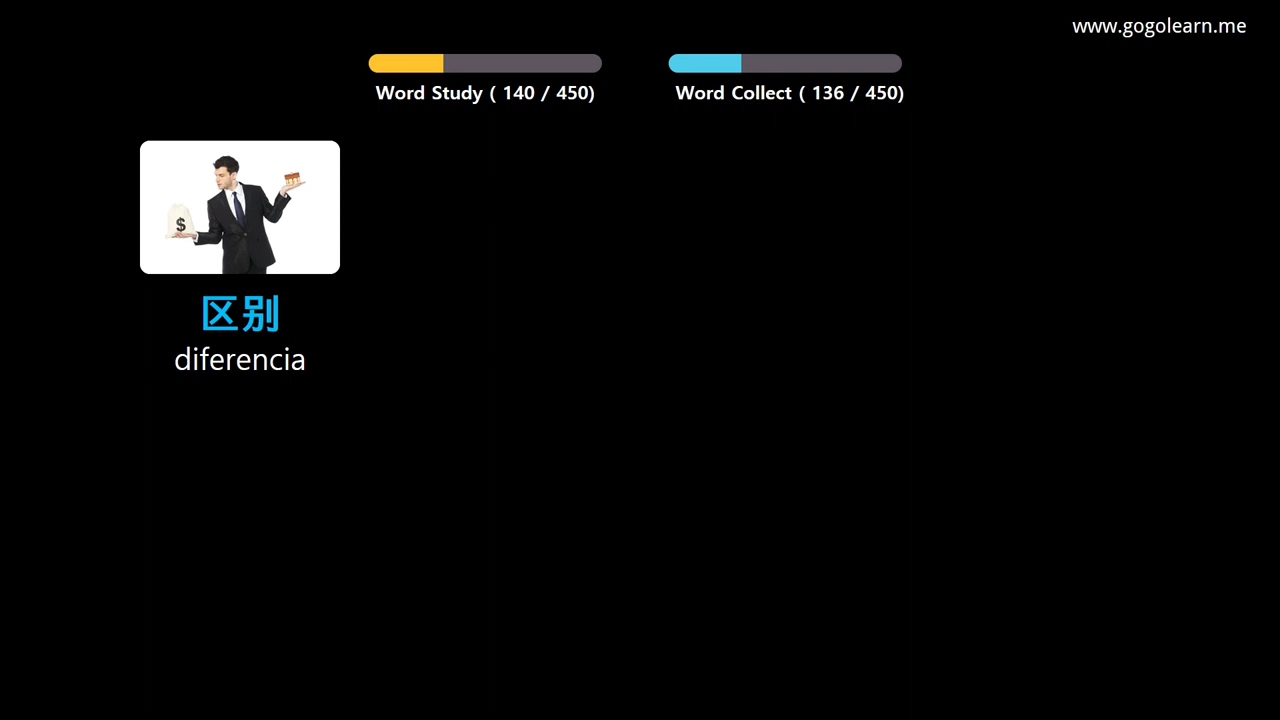 www.gogolearn.me
Word Study ( 140 / 450)
Word Collect ( 136 / 450)
$
区别
diferencia